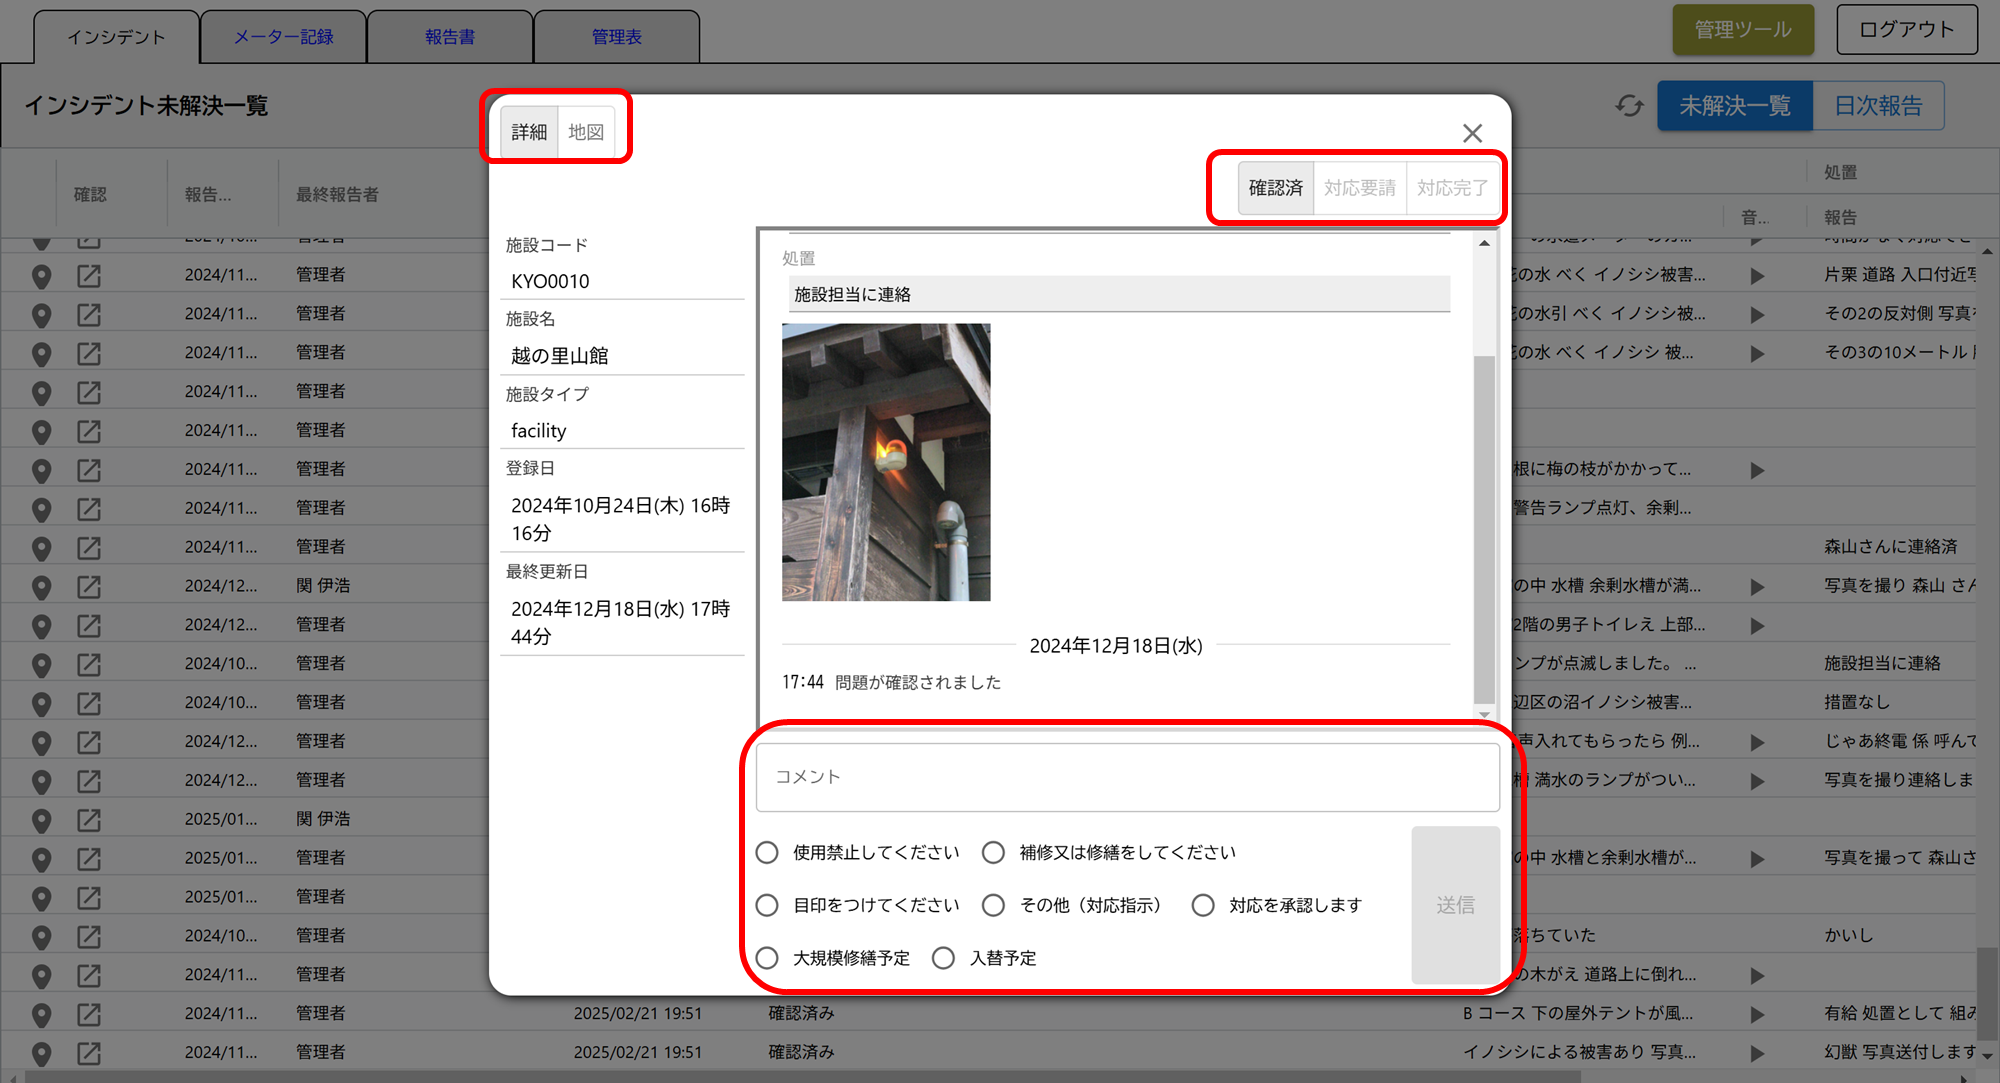 インシデント
メーター記録
報告書
管理表
管理ツール
ログアウト
インシデント未解決一覧
未解決一覧
日次報告
詳細
地図
確認済
対応要請
対応完了
確認
報告...
最終報告者
処置
音...
報告
施設コード
KYO0010
施設名
越の里山館
施設タイプ
facility
登録日
2024年10月24日(木) 16時
16分
最終更新日
2024年12月18日(水) 17時
44分
処置
施設担当に連絡
2024年12月18日(水)
17:44 問題が確認されました
コメント
使用禁止してください
補修又は修繕をしてください
目印をつけてください
その他（対応指示）
対応を承認します
大規模修繕予定
入替予定
送信
2024/11... 管理者 の水 べく イノシシ被害... 片栗 道路 入口付近
2024/11... 管理者 の水引 べく イノシシ被... その2の反対側 写真
2024/11... 管理者 の水 べく イノシシ 被... その3の10メートル
2024/11... 管理者
2024/11... 管理者
2024/11... 管理者 根に梅の枝がかかって...
2024/11... 管理者 警告ランプ点灯、余剰...
2024/11... 管理者 森山さんに連絡済
2024/12... 関 伊浩 の中 水槽 余剰水槽が満... 写真を撮り 森山 さん
2024/12... 管理者 2階の男子トイレえ 上部...
2024/10... 管理者 ンプが点滅しました。 ... 施設担当に連絡
2024/10... 管理者 辺区の沼イノシシ被害... 措置なし
2024/12... 管理者 声入れてもらったら 例... じゃあ終電 係 呼んで
2024/12... 管理者 満水のランプがつい... 写真を撮り連絡しま
2025/01... 関 伊浩
2025/01... 管理者 の中 水槽と余剰水槽が... 写真を撮って 森山さ
2025/01... 管理者
2024/10... 管理者 落ちていた かいし
2024/11... 管理者 の木がえ 道路上に倒れ...
2024/11... 管理者 2025/02/21 19:51 確認済み B コース 下の屋外テントが風... 有給 処置として 組み
2024/11... 管理者 2025/02/21 19:51 確認済み イノシシによる被害あり 写真... 幻獣 写真送付します